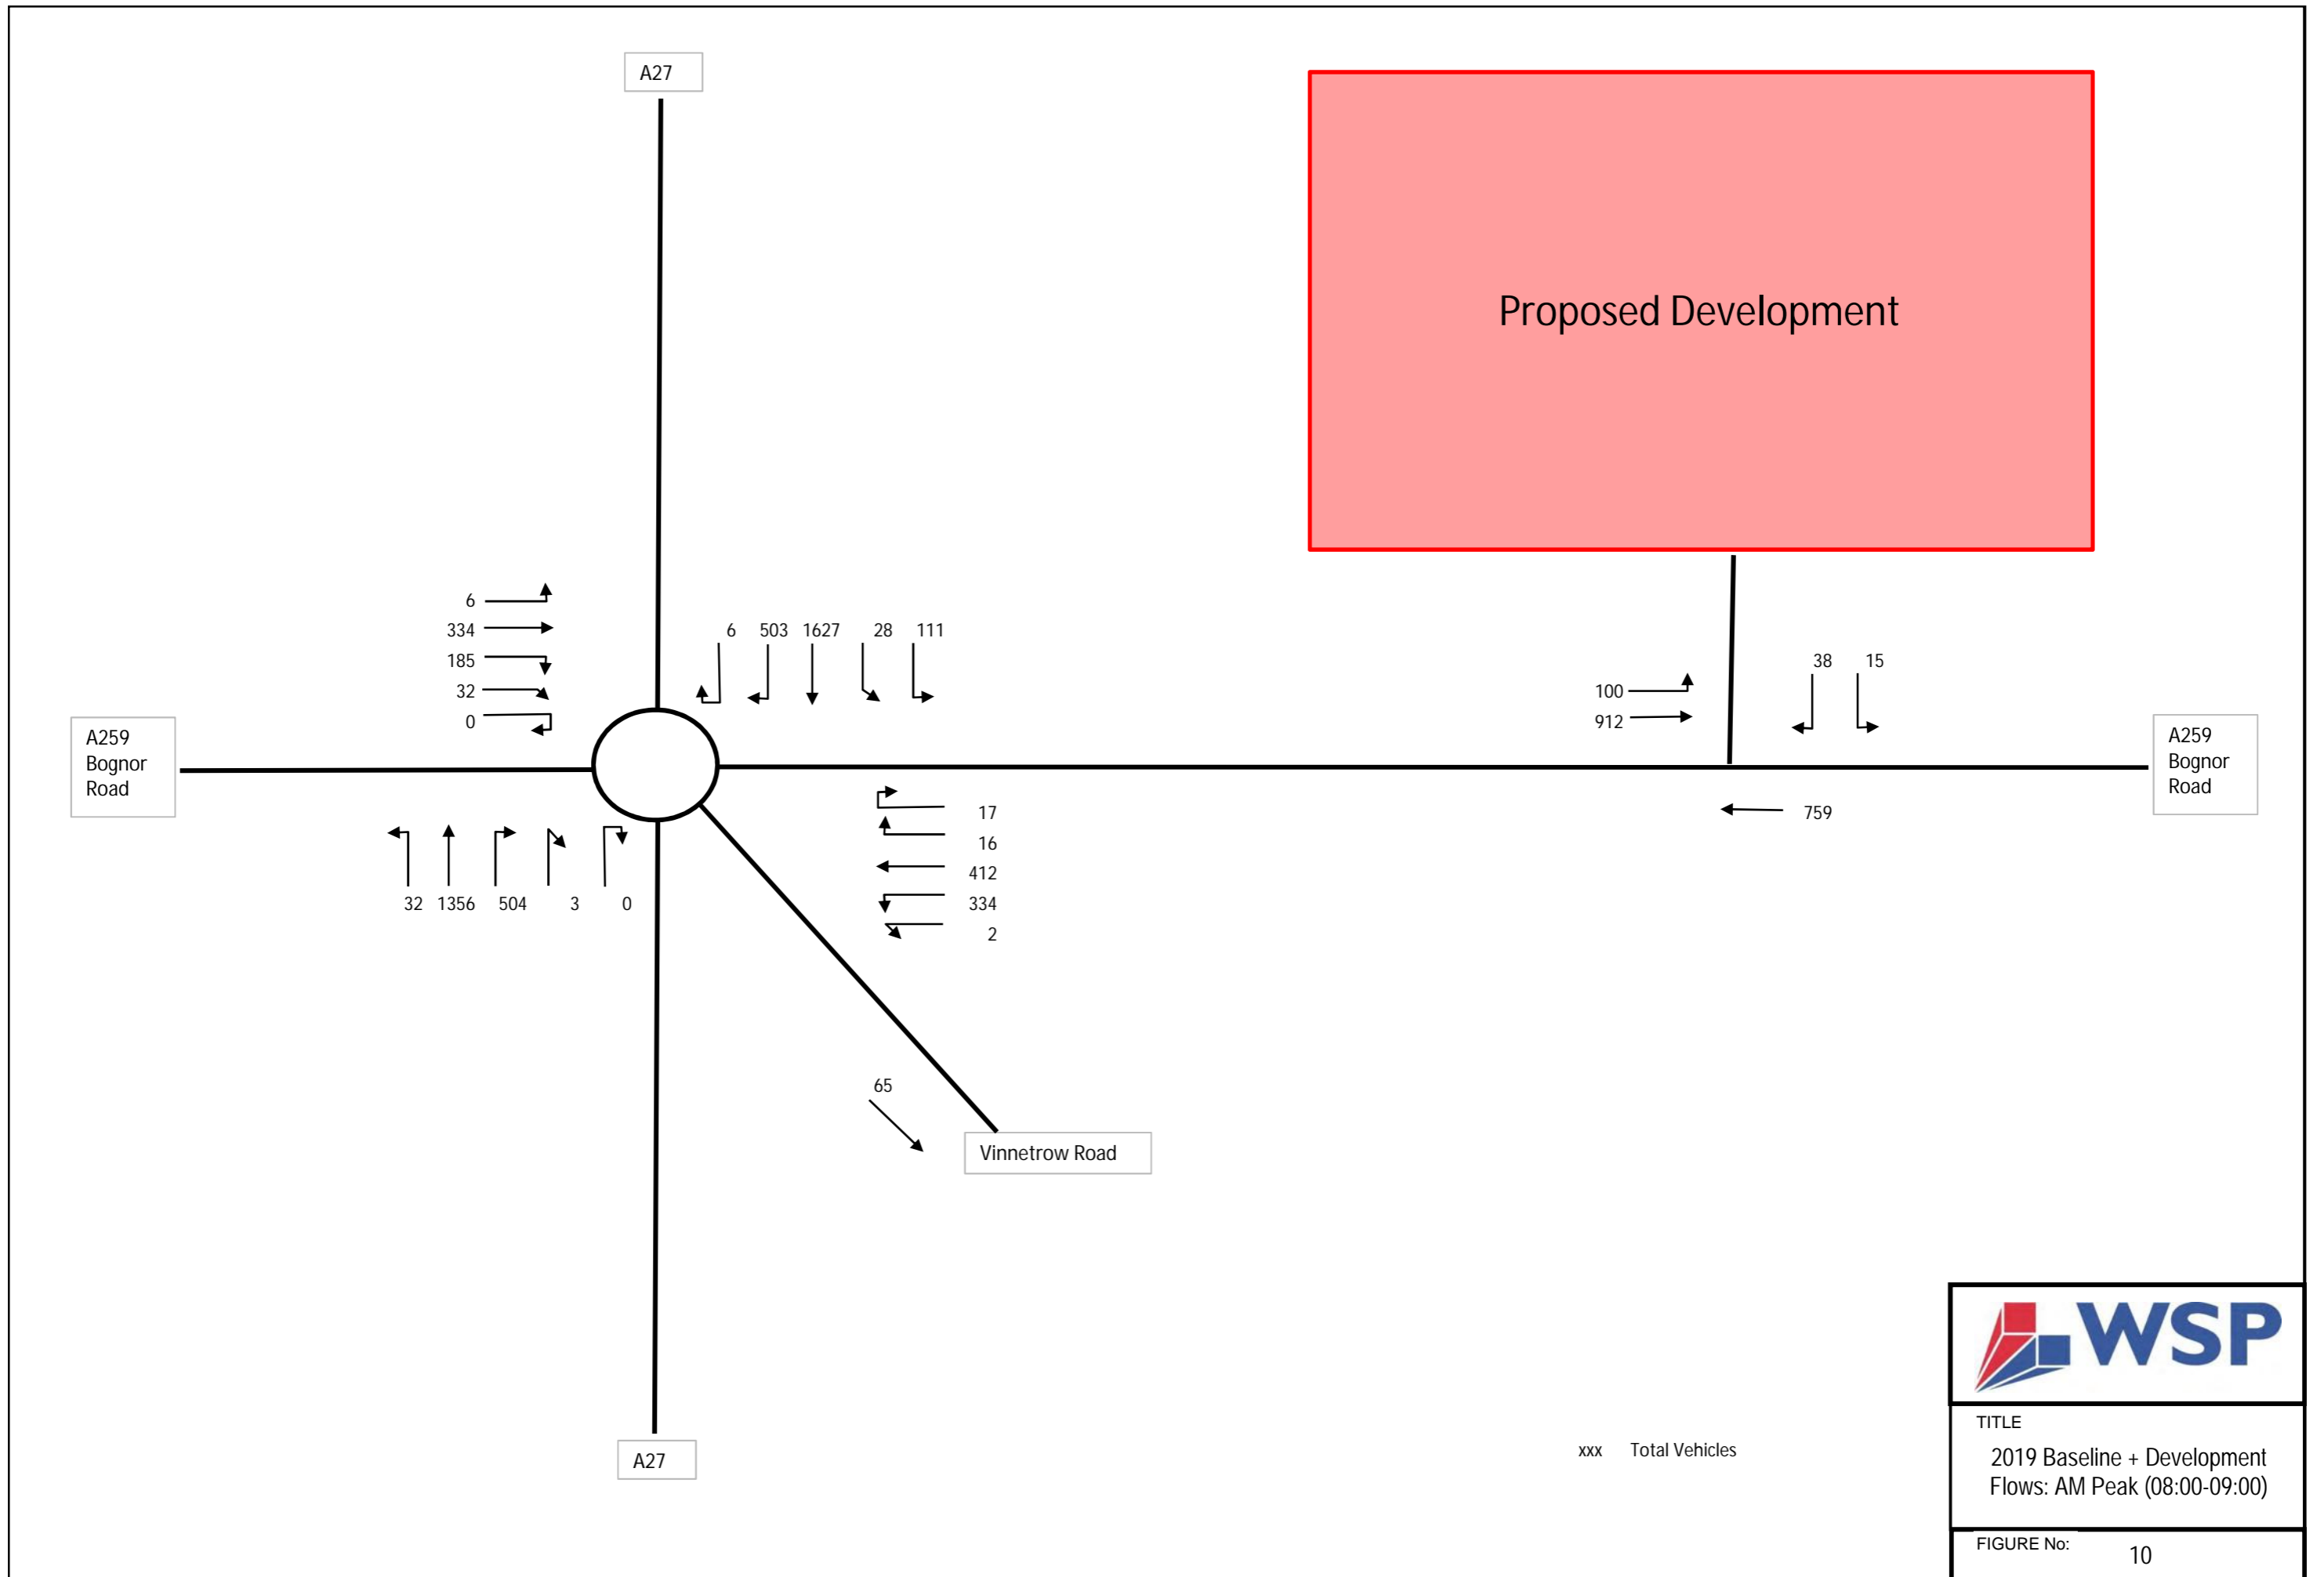 A27
Proposed Development
6
334
185
32
0
6 503 1627 28 111
100
912
38 15
A259
Bognor
Road
A259
Bognor
Road
17
16
412
334
2
759
32 1356 504 3 0
65
Vinnetrow Road
A27
xxx Total Vehicles
WSP
TITLE
2019 Baseline + Development
Flows: AM Peak (08:00-09:00)
FIGURE No: 10